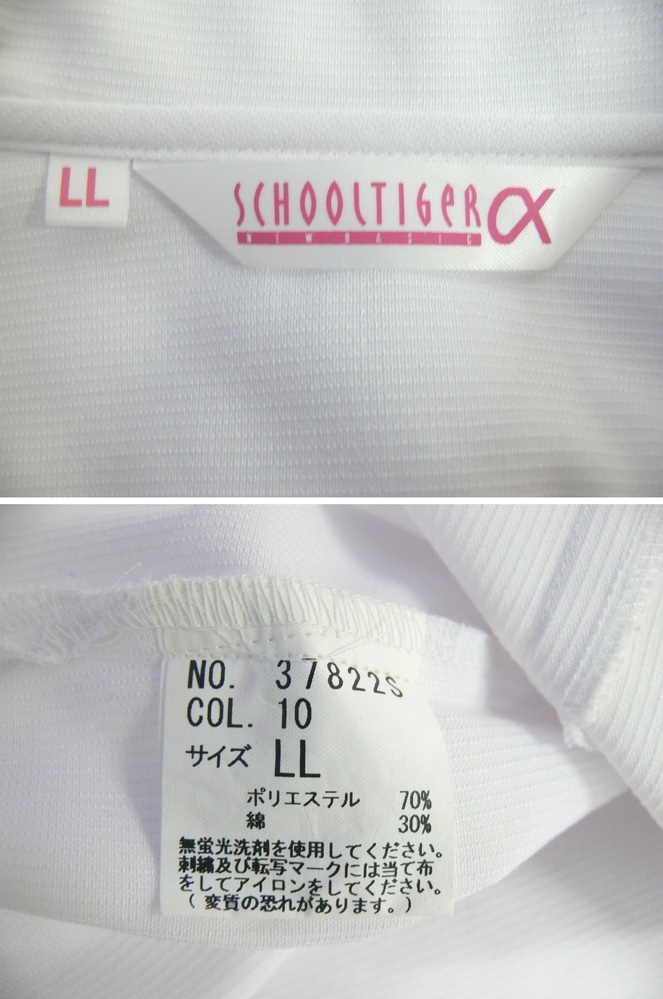 LL
SCHOOLTIGER α
NEW BASIC
NO. 37822S
COL. 10
サイズ LL
ポリエステル 70%
綿 30%
無蛍光洗剤を使用してください。
刺繍及び転写マークには当て布
をしてアイロンをしてください。
( 変質の恐れがあります。)